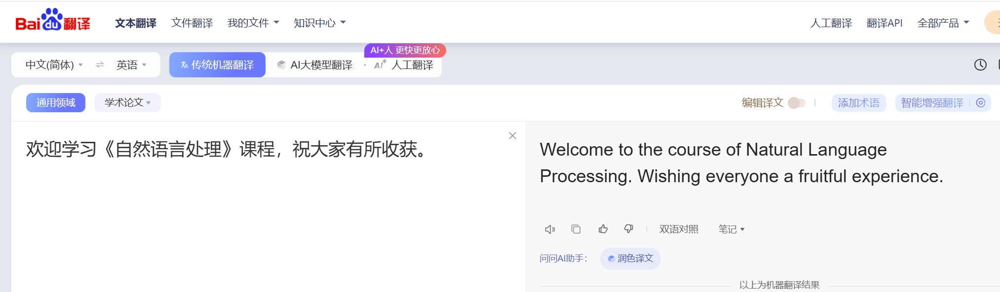 Baidu翻译 文本翻译 文件翻译 我的文件 知识中心 人工翻译 翻译API 全部产品
AI+人 更快更放心
中文(简体) 英语 传统机器翻译 AI大模型翻译 · AI+ 人工翻译
通用领域 学术论文 编辑译文 添加术语 智能增强翻译
欢迎学习《自然语言处理》课程，祝大家有所收获。
Welcome to the course of Natural Language
Processing. Wishing everyone a fruitful experience.
双语对照 笔记
问问AI助手： 润色译文
以上为机器翻译结果